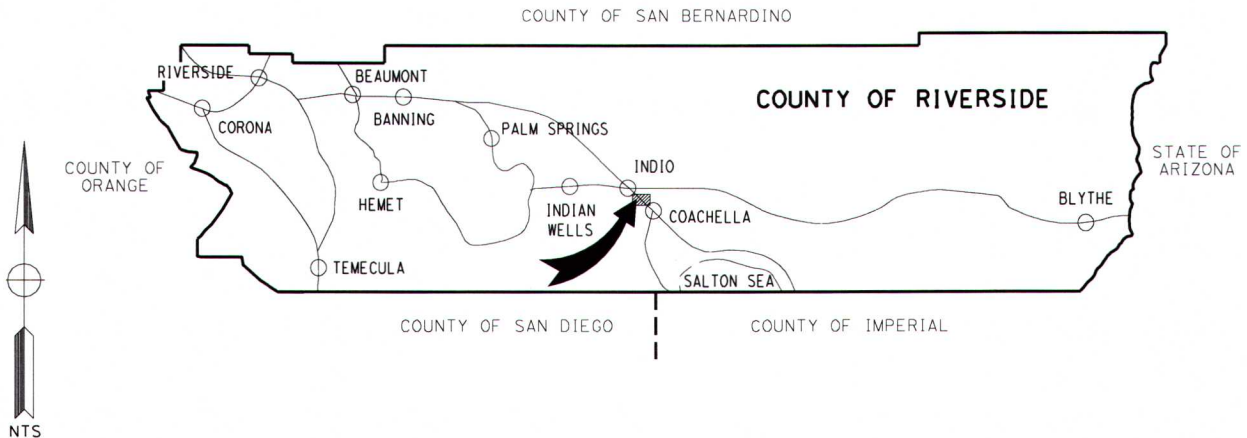 COUNTY OF SAN BERNARDINO
RIVERSIDE
BEAUMONT
COUNTY OF RIVERSIDE
BANNING
CORONA
PALM SPRINGS
COUNTY OF
ORANGE
STATE OF
ARIZONA
INDIO
HEMET
INDIAN
WELLS
COACHELLA
BLYTHE
TEMECULA
SALTON SEA
COUNTY OF SAN DIEGO
COUNTY OF IMPERIAL
NTS